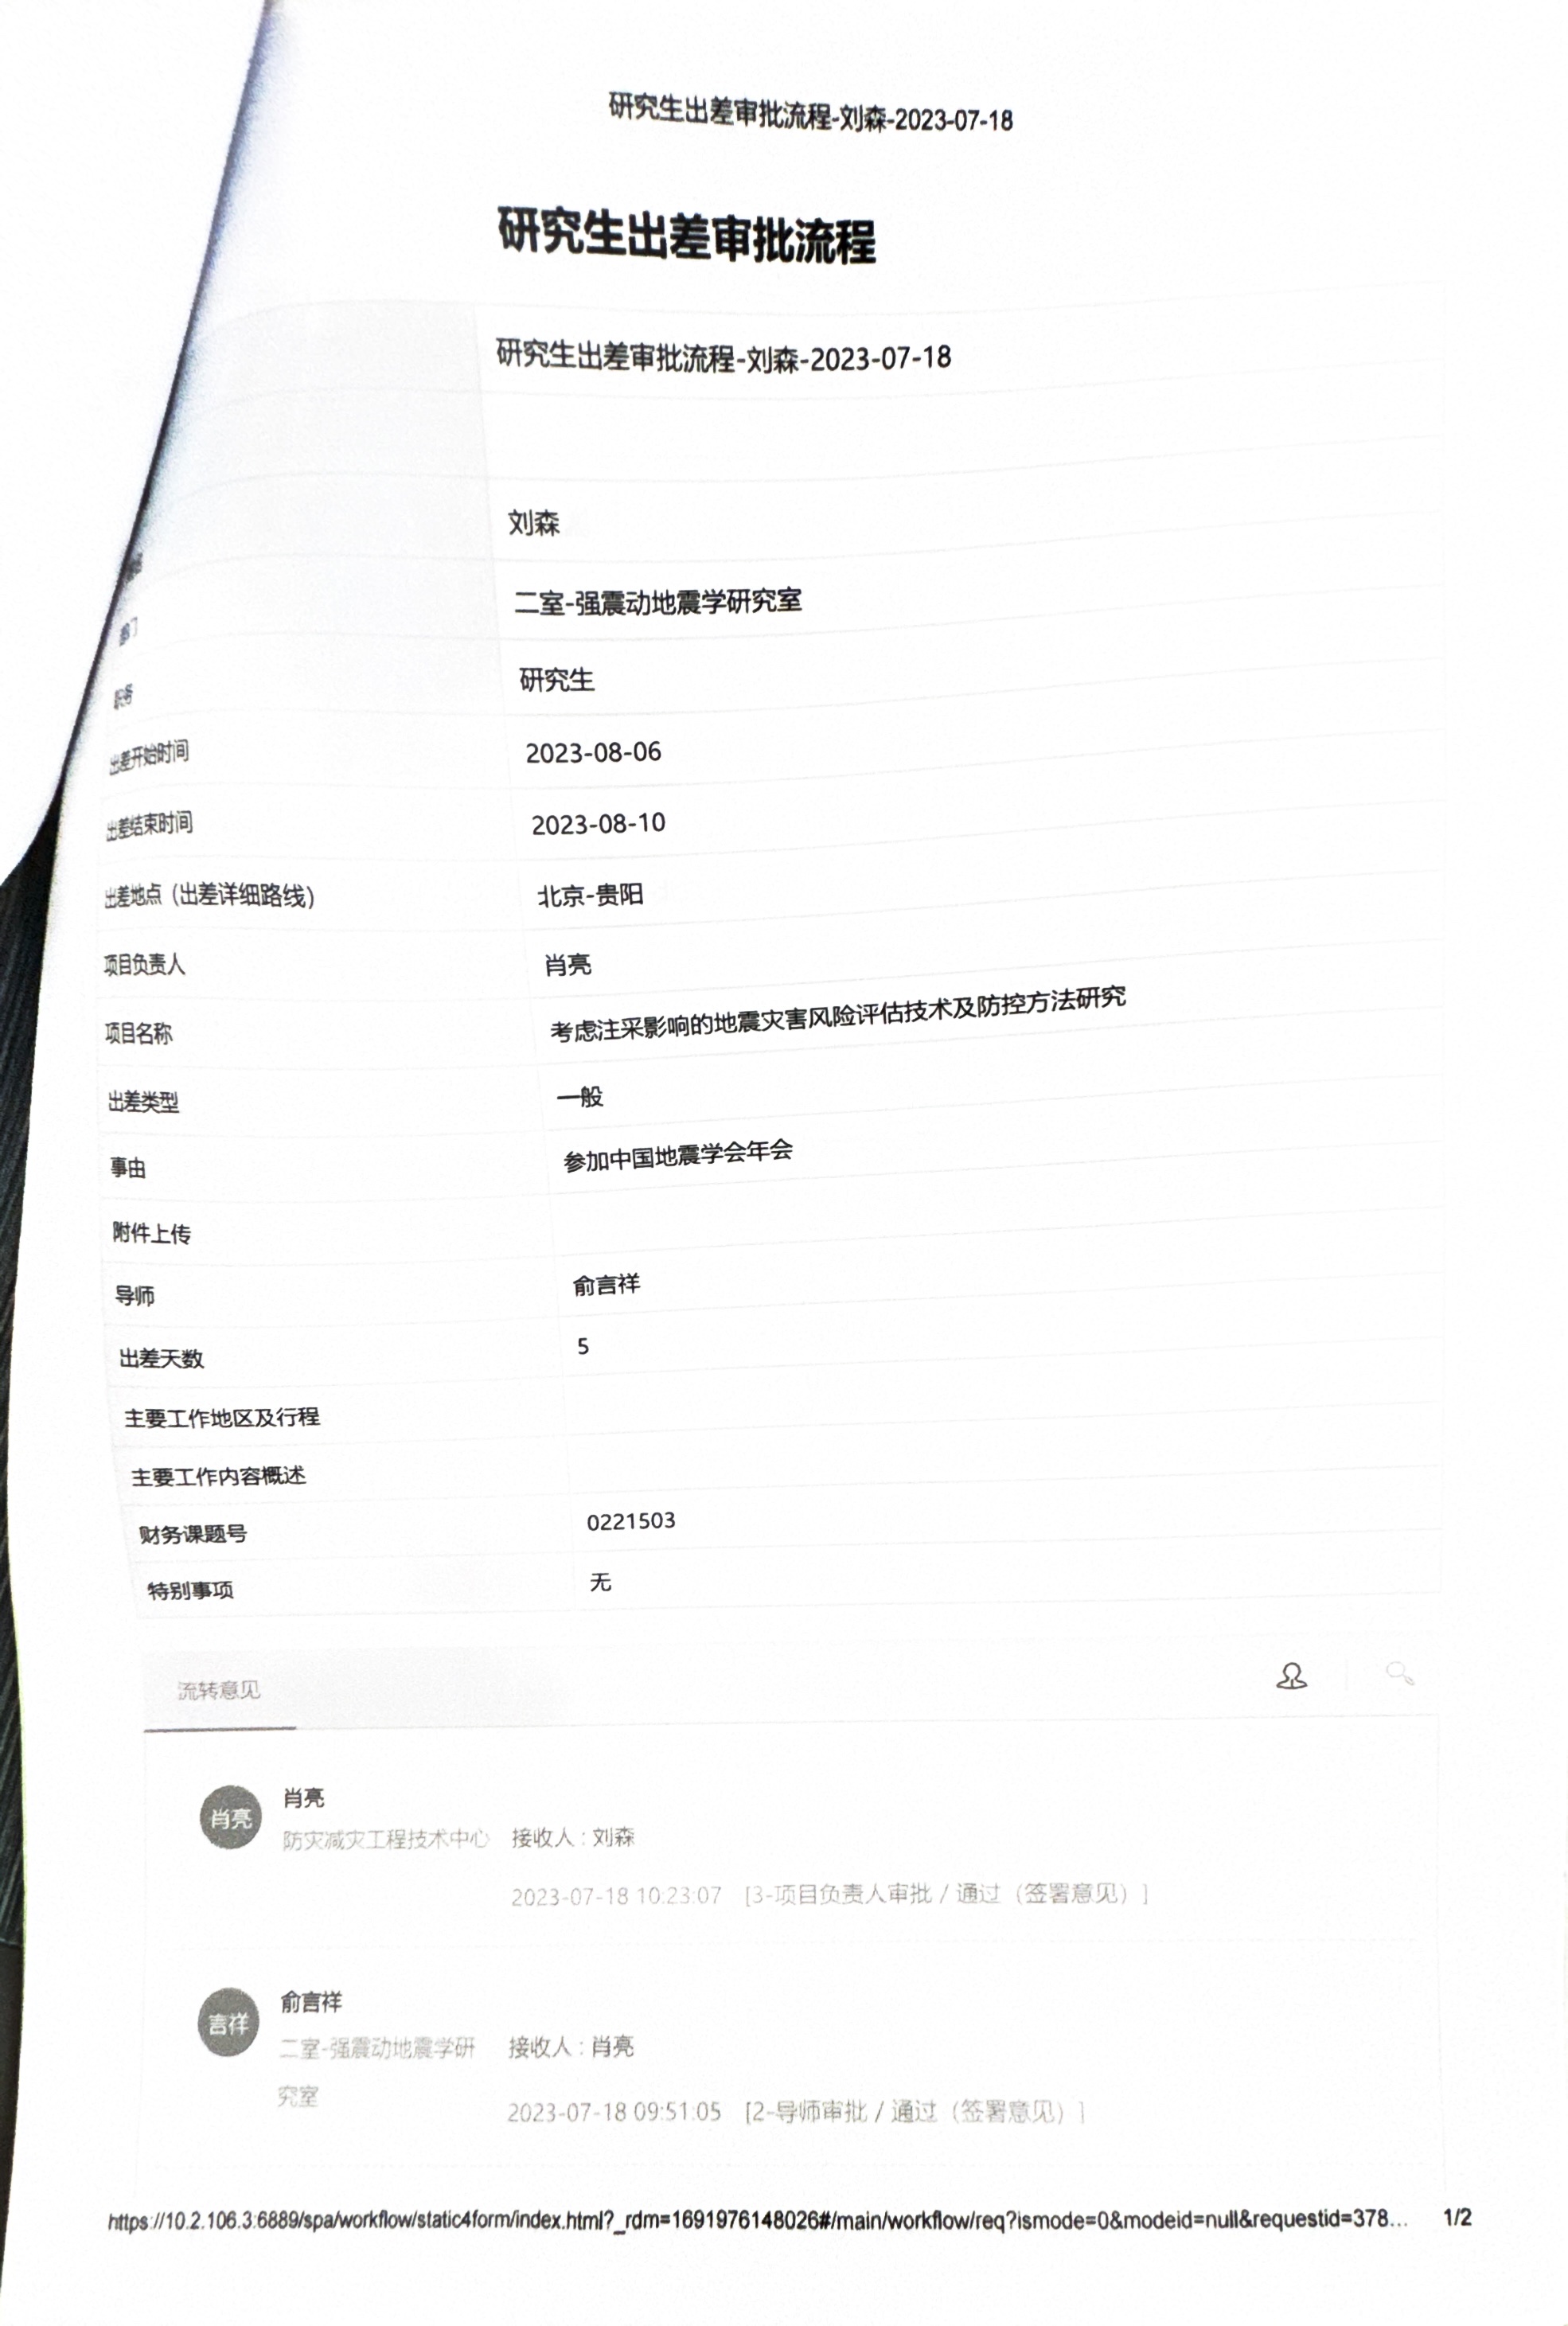 研究生出差审批流程-刘森-2023-07-18
研究生出差审批流程
研究生出差审批流程-刘森-2023-07-18
刘森
部门 二室-强震动地震学研究室
职务 研究生
出差开始时间 2023-08-06
出差结束时间 2023-08-10
出差地点（出差详细路线） 北京-贵阳
项目负责人 肖亮
项目名称 考虑注采影响的地震灾害风险评估技术及防控方法研究
出差类型 一般
事由 参加中国地震学会年会
附件上传
导师 俞言祥
出差天数 5
主要工作地区及行程
主要工作内容概述
财务课题号 0221503
特别事项 无
流转意见
肖亮 肖亮
防灾减灾工程技术中心 接收人 : 刘森
2023-07-18 10:23:07 [3-项目负责人审批 / 通过（签署意见）]
言祥 俞言祥
二室-强震动地震学研 接收人 : 肖亮
究室
2023-07-18 09:51:05 [2-导师审批 / 通过（签署意见）]
https://10.2.106.3:6889/spa/workflow/static4form/index.html?_rdm=1691976148026#/main/workflow/req?ismode=0&modeid=null&requestid=378... 1/2